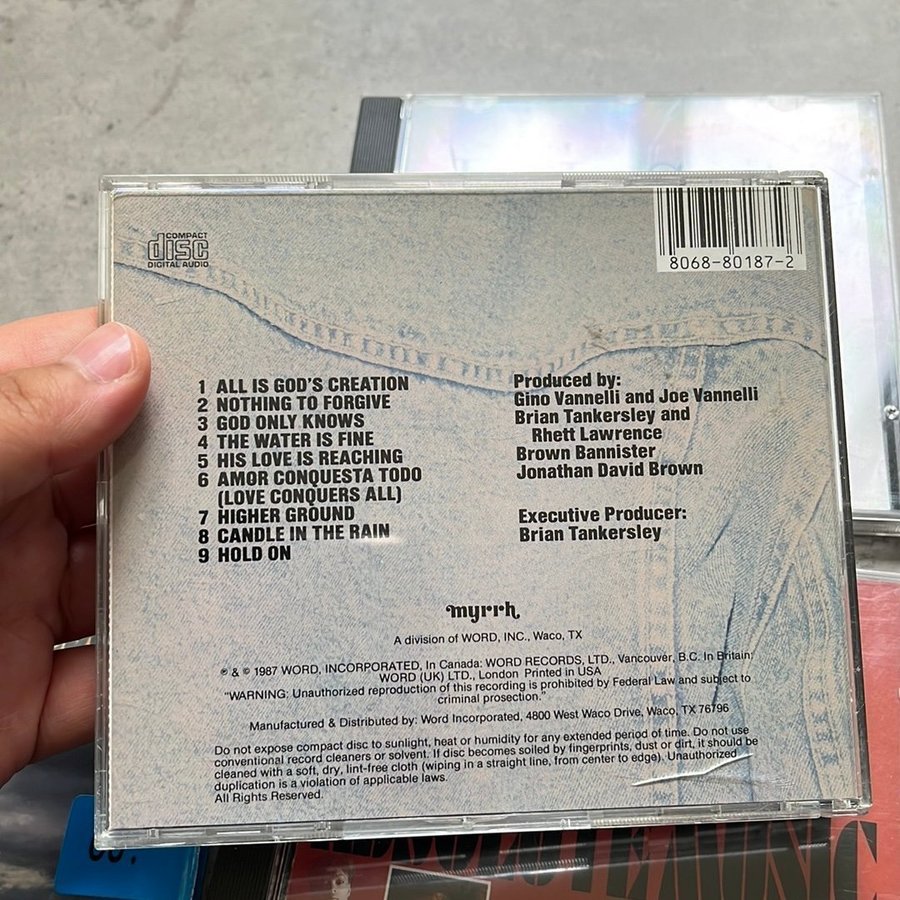 COMPACT
disc
DIGITAL AUDIO
8068-80187-2
1 ALL IS GOD'S CREATION
2 NOTHING TO FORGIVE
3 GOD ONLY KNOWS
4 THE WATER IS FINE
5 HIS LOVE IS REACHING
6 AMOR CONQUESTA TODO
(LOVE CONQUERS ALL)
7 HIGHER GROUND
8 CANDLE IN THE RAIN
9 HOLD ON
Produced by:
Gino Vannelli and Joe Vannelli
Brian Tankersley and
Rhett Lawrence
Brown Bannister
Jonathan David Brown
Executive Producer:
Brian Tankersley
myrrh
A division of WORD, INC., Waco, TX
℗ & © 1987 WORD, INCORPORATED, In Canada: WORD RECORDS, LTD., Vancouver, B.C. In Britain:
WORD (UK) LTD., London Printed in USA
"WARNING: Unauthorized reproduction of this recording is prohibited by Federal Law and subject to
criminal prosection."
Manufactured & Distributed by: Word Incorporated, 4800 West Waco Drive, Waco, TX 76796
Do not expose compact disc to sunlight, heat or humidity for any extended period of time. Do not use
conventional record cleaners or solvent. If disc becomes soiled by fingerprints, dust or dirt, it should be
cleaned with a soft, dry, lint-free cloth (wiping in a straight line, from center to edge). Unauthorized
duplication is a violation of applicable laws.
All Rights Reserved.